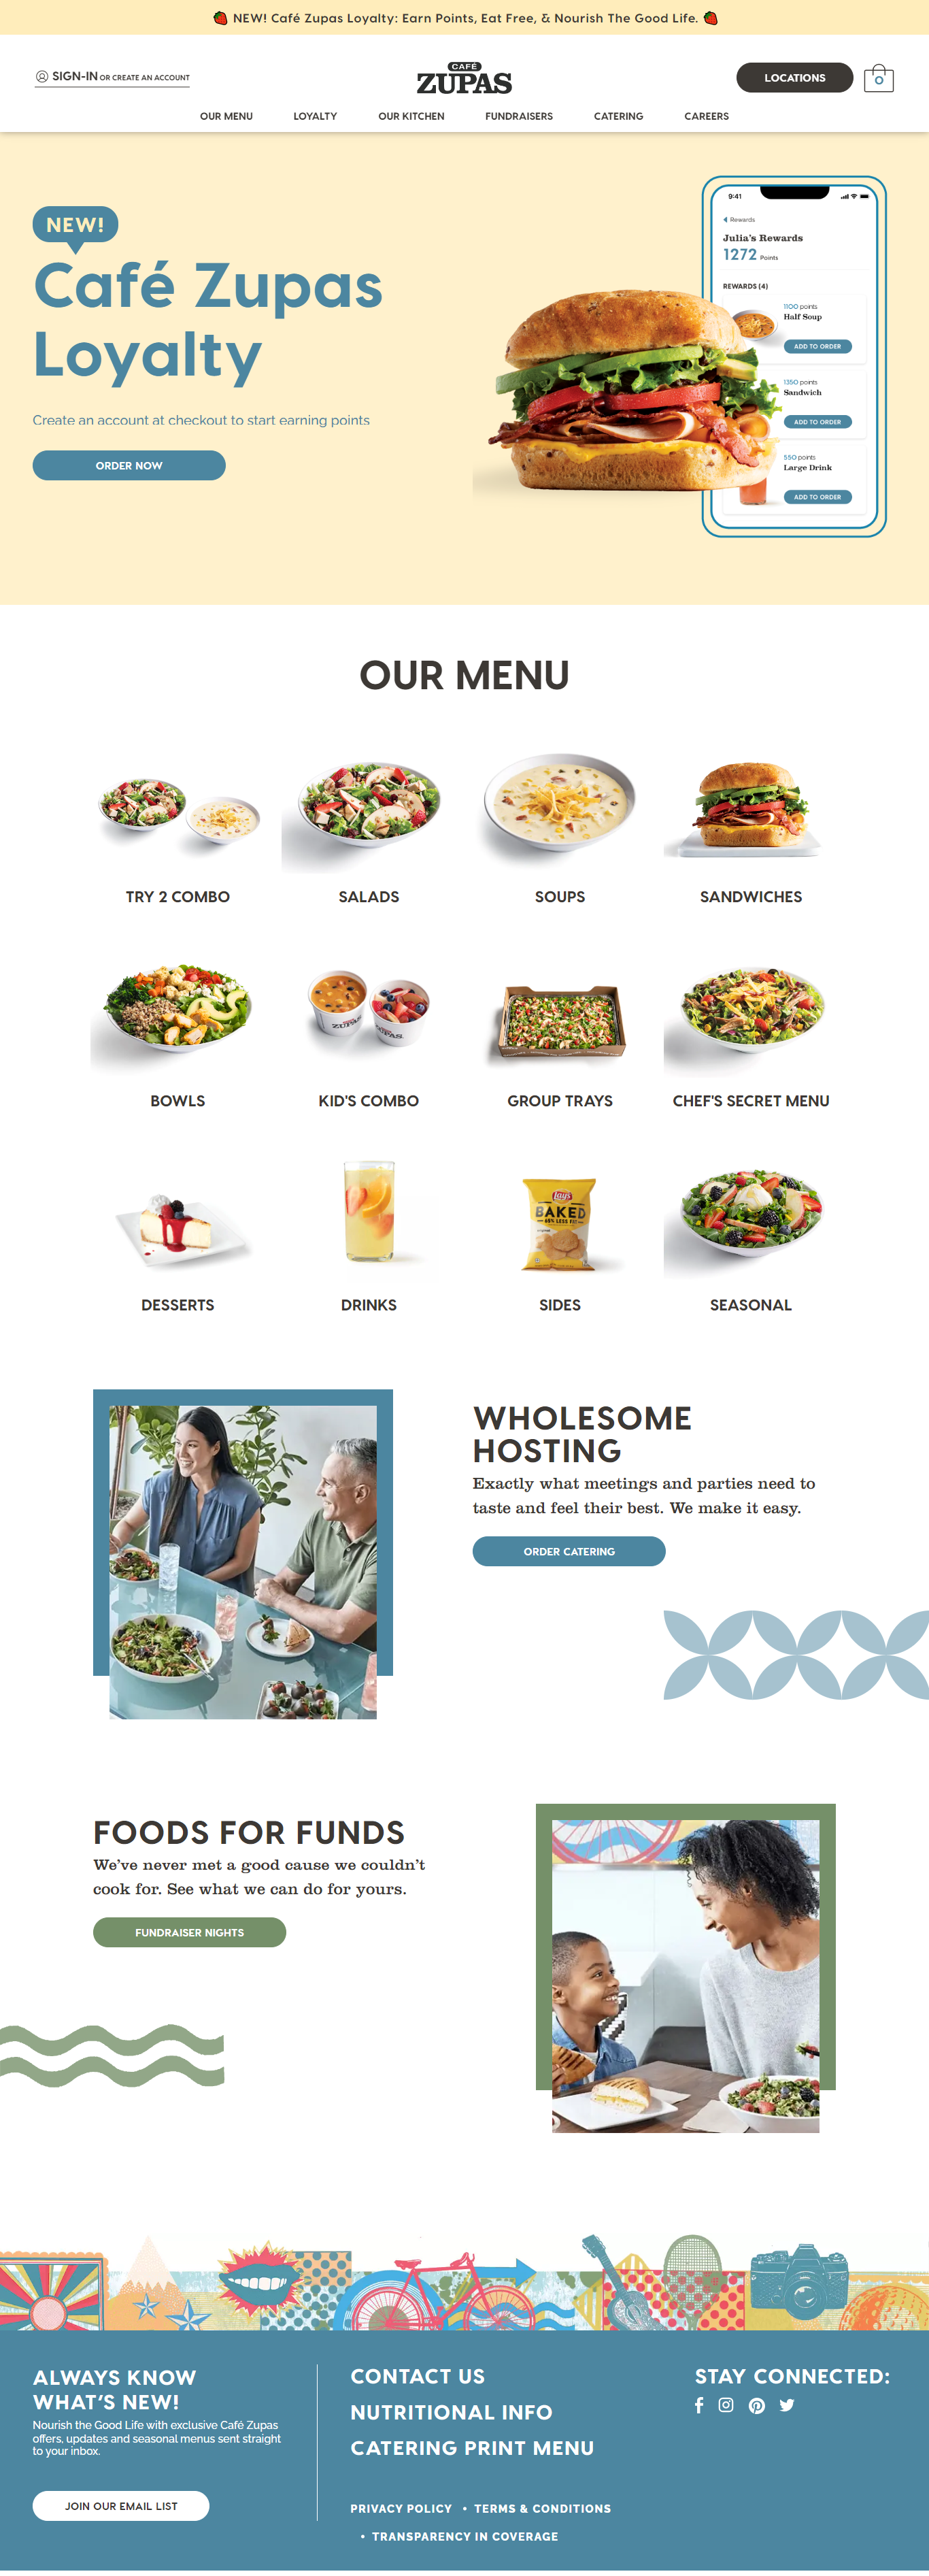 NEW! Café Zupas Loyalty: Earn Points, Eat Free, & Nourish The Good Life.
SIGN-IN OR CREATE AN ACCOUNT
CAFÉ
ZUPAS
LOCATIONS
0
OUR MENU
LOYALTY
OUR KITCHEN
FUNDRAISERS
CATERING
CAREERS
NEW!
Café Zupas
Loyalty
Create an account at checkout to start earning points
ORDER NOW
9:41
Rewards
Julia's Rewards
1272 Points
REWARDS (4)
1100 points
Half Soup
ADD TO ORDER
1350 points
Sandwich
ADD TO ORDER
550 points
Large Drink
ADD TO ORDER
OUR MENU
TRY 2 COMBO
SALADS
SOUPS
SANDWICHES
ZUPAS
ZUPAS
BOWLS
KID'S COMBO
GROUP TRAYS
CHEF'S SECRET MENU
Lay's
BAKED
65% LESS FAT
DESSERTS
DRINKS
SIDES
SEASONAL
WHOLESOME
HOSTING
Exactly what meetings and parties need to
taste and feel their best. We make it easy.
ORDER CATERING
FOODS FOR FUNDS
We've never met a good cause we couldn't
cook for. See what we can do for yours.
FUNDRAISER NIGHTS
ALWAYS KNOW
WHAT'S NEW!
Nourish the Good Life with exclusive Café Zupas
offers, updates and seasonal menus sent straight
to your inbox.
JOIN OUR EMAIL LIST
CONTACT US
NUTRITIONAL INFO
CATERING PRINT MENU
PRIVACY POLICY • TERMS & CONDITIONS
• TRANSPARENCY IN COVERAGE
STAY CONNECTED: